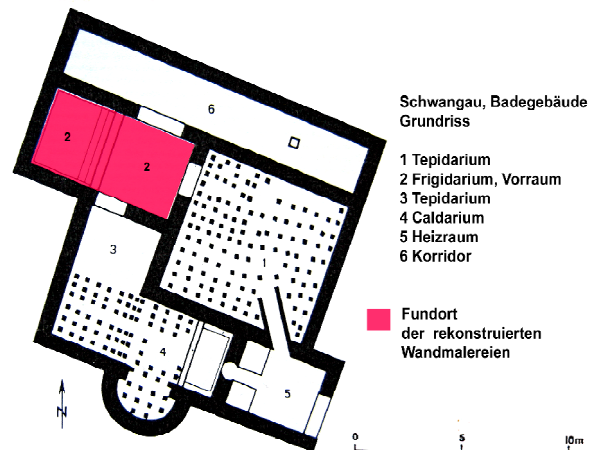 6
2
2
3
1
4
5
N
Schwangau, Badegebäude
Grundriss
1 Tepidarium
2 Frigidarium, Vorraum
3 Tepidarium
4 Caldarium
5 Heizraum
6 Korridor
Fundort
der rekonstruierten
Wandmalereien
0 5 10m